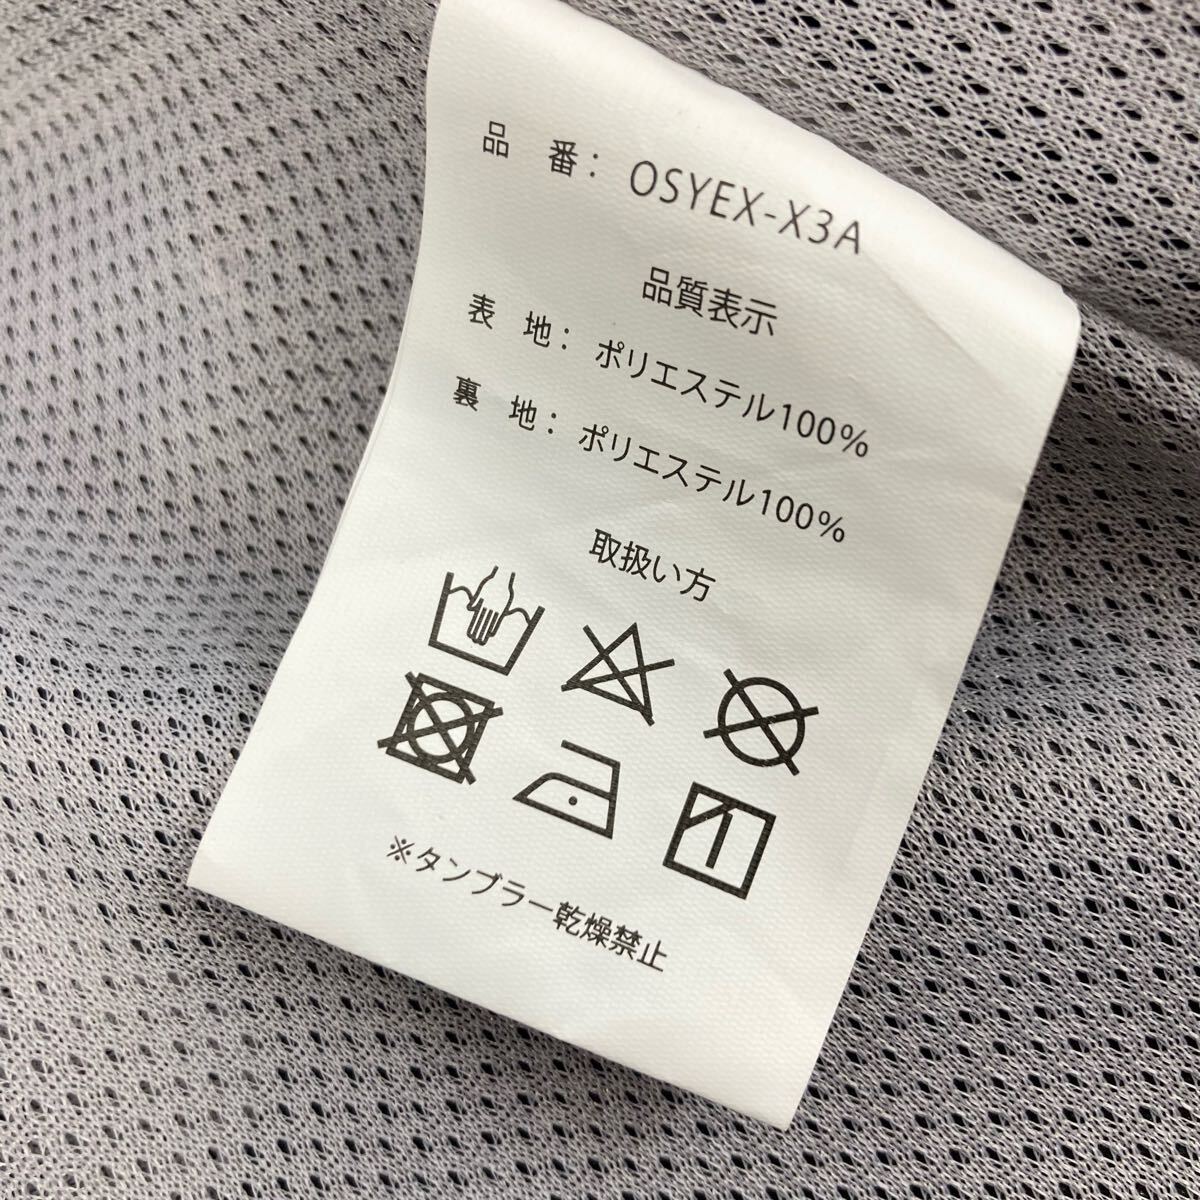 品 番： OSYEX-X3A
品質表示
表 地： ポリエステル100%
裏 地： ポリエステル100%
取扱い方
※タンブラー乾燥禁止